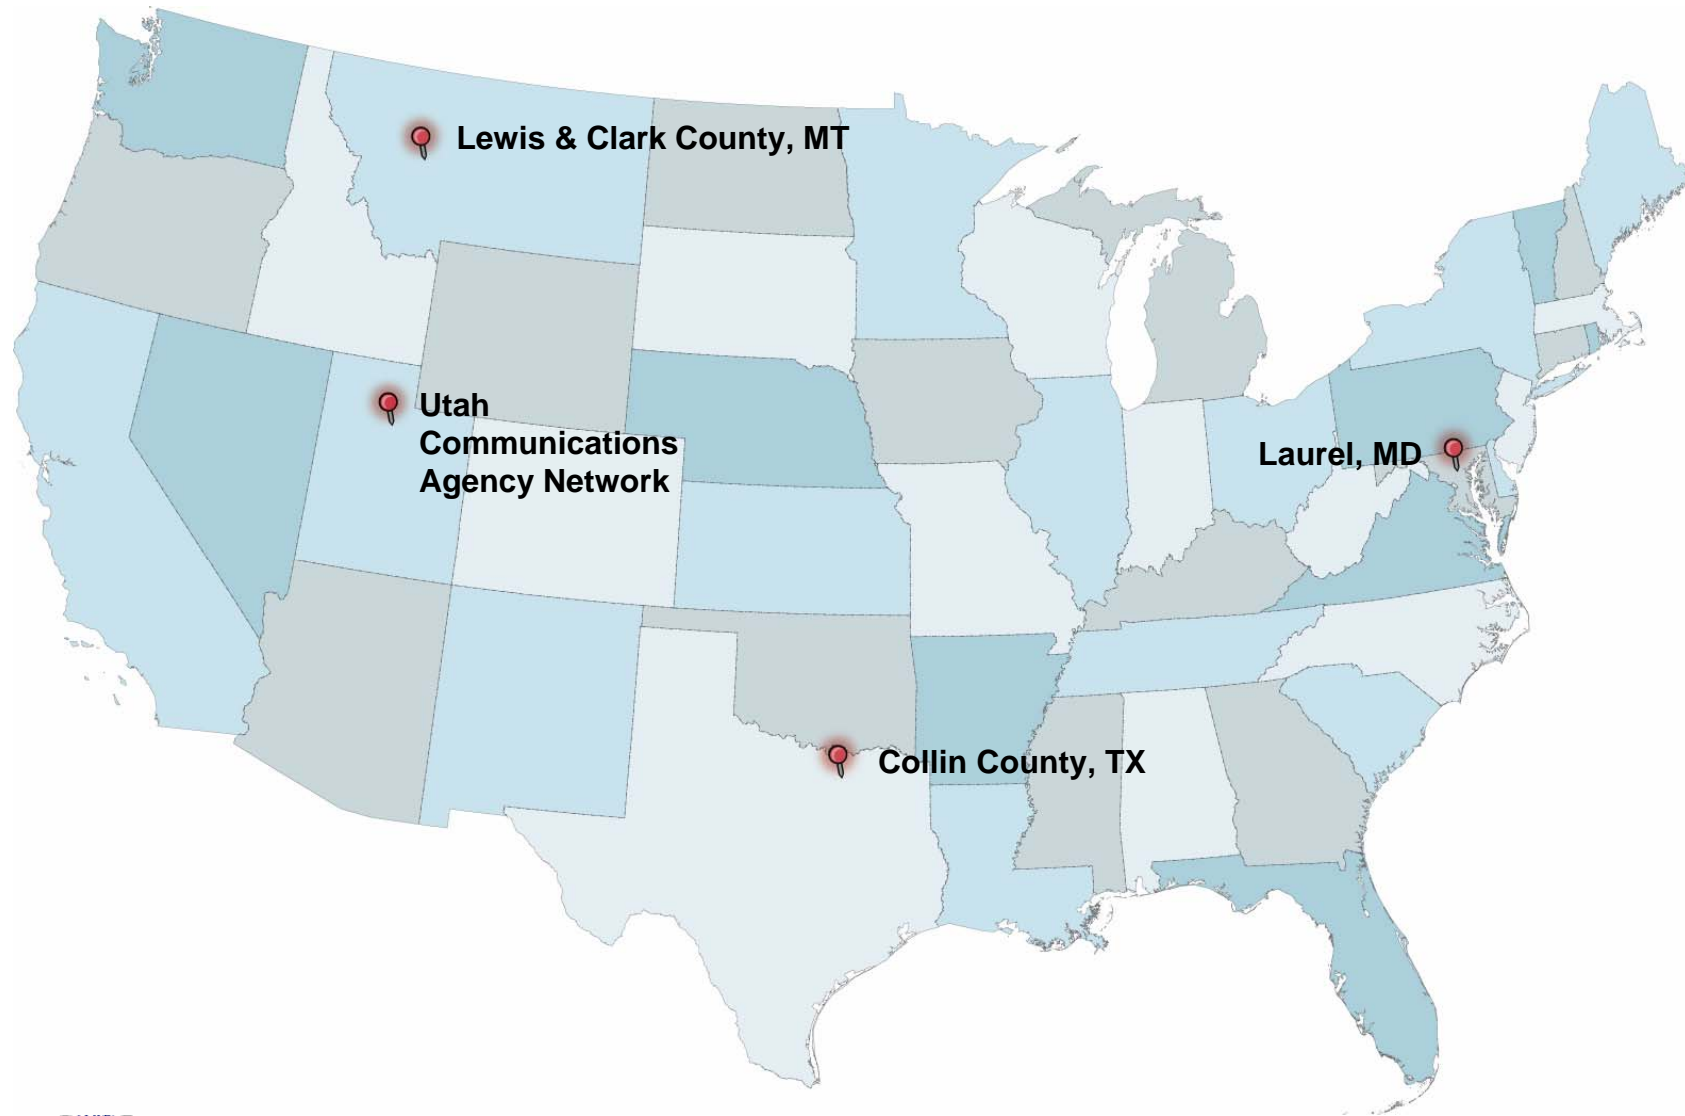 Lewis & Clark County, MT
Utah
Communications
Agency Network
Laurel, MD
Collin County, TX